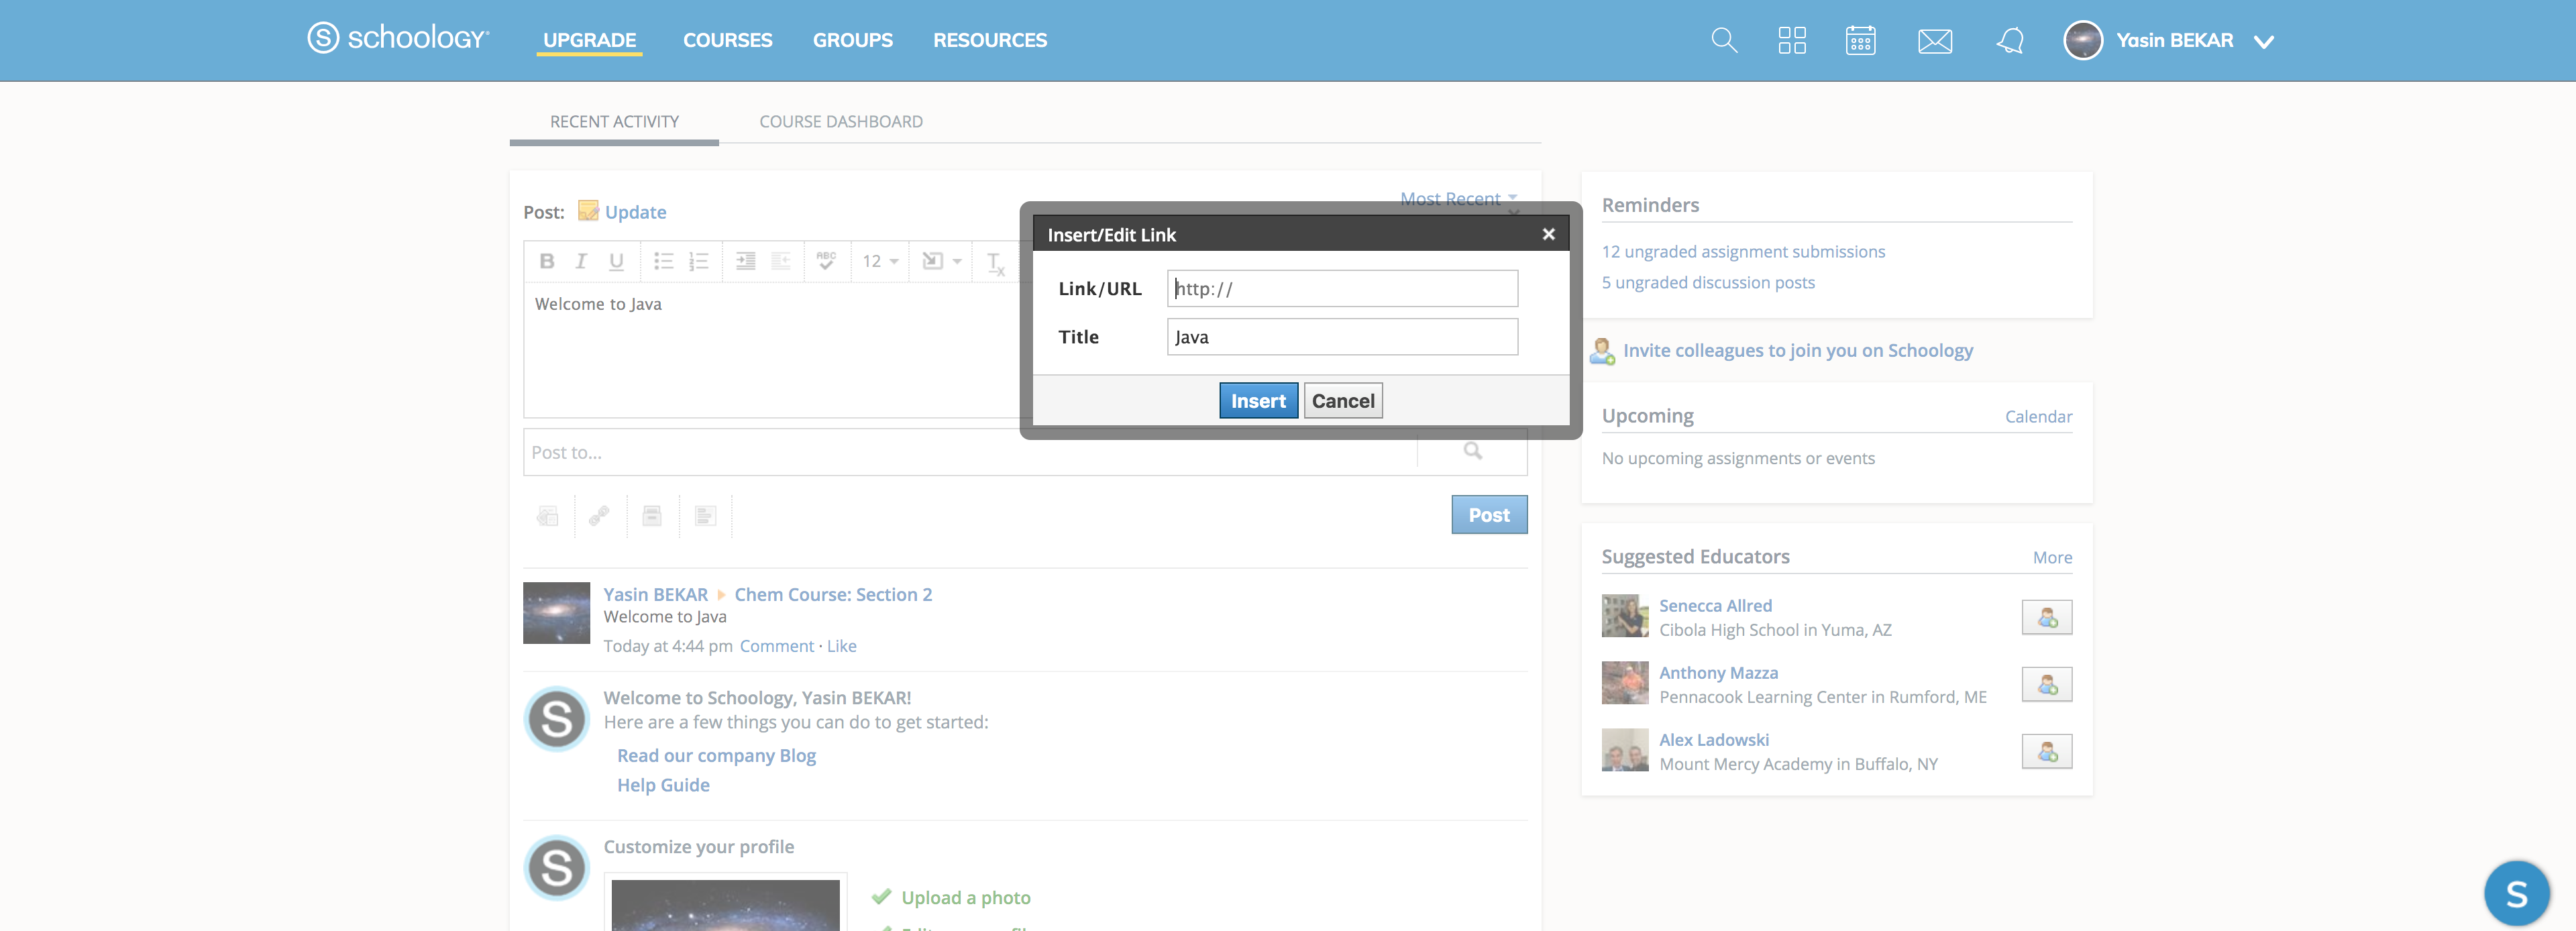 schoology®
UPGRADE
COURSES
GROUPS
RESOURCES
Yasin BEKAR
RECENT ACTIVITY
COURSE DASHBOARD
Post:
Update
Most Recent
B I U
ABC
12
Welcome to Java
Insert/Edit Link
Link/URL
http://
Title
Java
Insert
Cancel
Post to...
Post
Yasin BEKAR
Chem Course: Section 2
Welcome to Java
Today at 4:44 pm Comment · Like
Welcome to Schoology, Yasin BEKAR!
Here are a few things you can do to get started:
Read our company Blog
Help Guide
Customize your profile
Upload a photo
Reminders
12 ungraded assignment submissions
5 ungraded discussion posts
Invite colleagues to join you on Schoology
Upcoming
Calendar
No upcoming assignments or events
Suggested Educators
More
Senecca Allred
Cibola High School in Yuma, AZ
Anthony Mazza
Pennacook Learning Center in Rumford, ME
Alex Ladowski
Mount Mercy Academy in Buffalo, NY
S